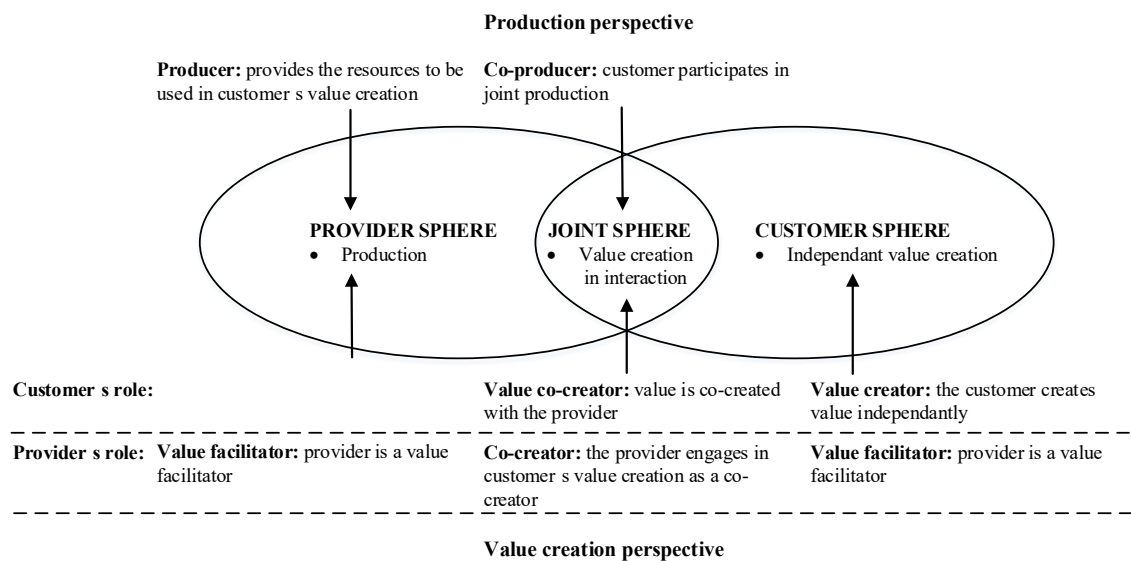 Production perspective
Producer: provides the resources to be
used in customer s value creation
Co-producer: customer participates in
joint production
PROVIDER SPHERE
• Production
JOINT SPHERE
• Value creation
in interaction
CUSTOMER SPHERE
• Independant value creation
Customer s role:
Value co-creator: value is co-created
with the provider
Value creator: the customer creates
value independantly
Provider s role:
Value facilitator: provider is a value
facilitator
Co-creator: the provider engages in
customer s value creation as a co-
creator
Value facilitator: provider is a value
facilitator
Value creation perspective